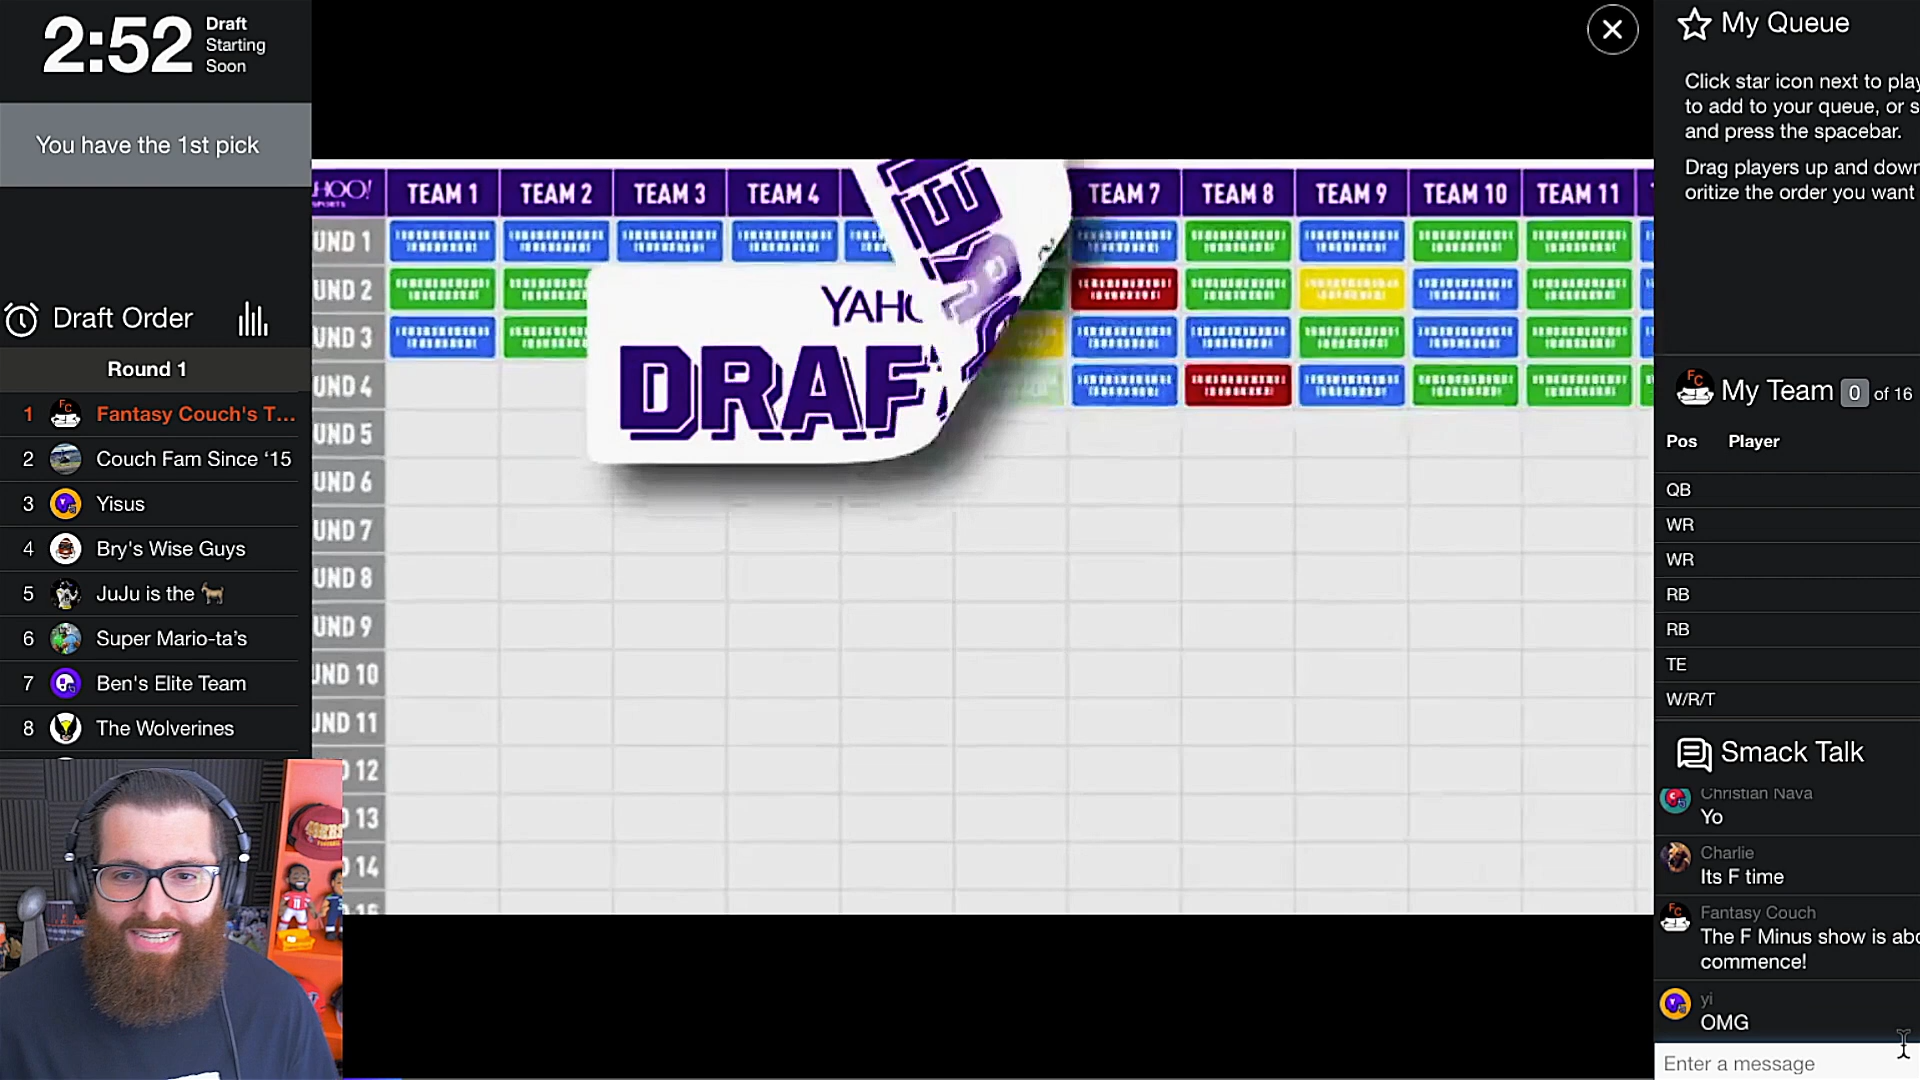 2:52
Draft
Starting
Soon
You have the 1st pick
Draft Order
Round 1
1 Fantasy Couch's T...
2 Couch Fam Since ‘15
3 Yisus
4 Bry's Wise Guys
5 JuJu is the 🐐
6 Super Mario-ta’s
7 Ben's Elite Team
8 The Wolverines
HOO! TEAM 1 TEAM 2 TEAM 3 TEAM 4 TEAM 7 TEAM 8 TEAM 9 TEAM 10 TEAM 11
SPORTS
UND 1
UND 2
UND 3
UND 4
UND 5
UND 6
UND 7
UND 8
UND 9
UND 10
UND 11
D 12
D 13
14
YAHO
DRAF
My Queue
Click star icon next to play
to add to your queue, or s
and press the spacebar.
Drag players up and down
oritize the order you want
My Team 0 of 16
Pos Player
QB
WR
WR
RB
RB
TE
W/R/T
Smack Talk
Christian Nava
Yo
Charlie
Its F time
Fantasy Couch
The F Minus show is abo
commence!
yi
OMG
Enter a message